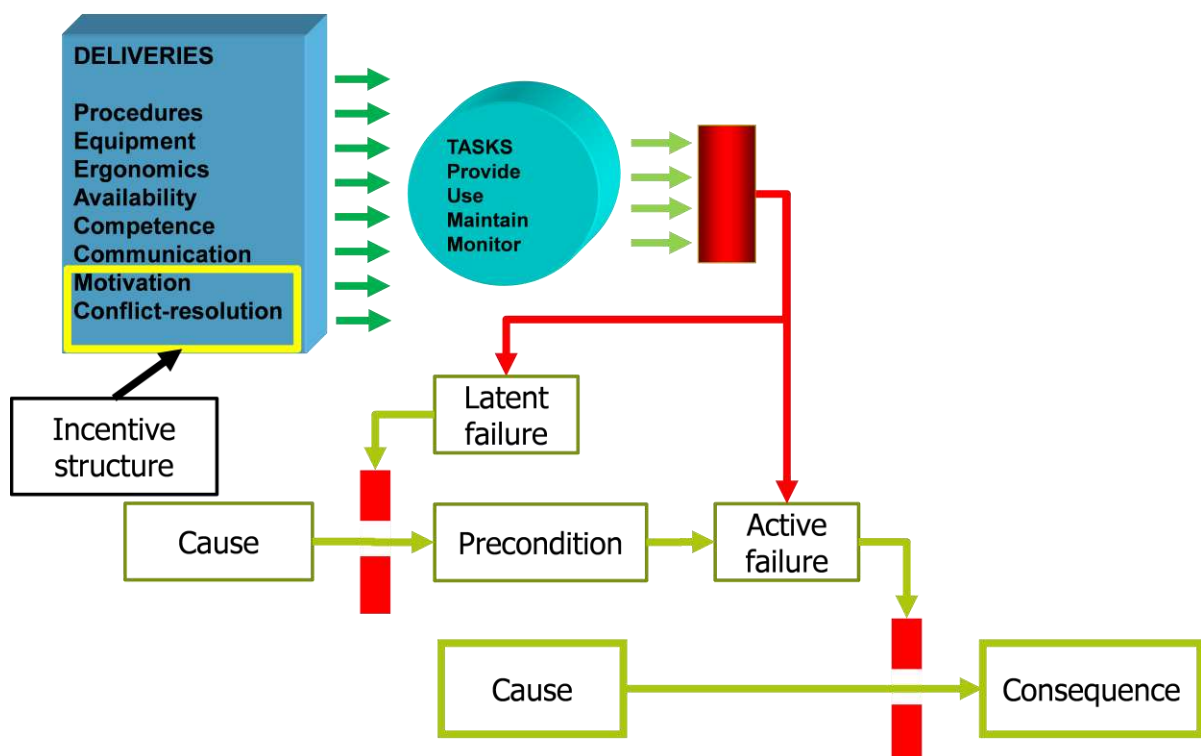 DELIVERIES
Procedures
Equipment
Ergonomics
Availability
Competence
Communication
Motivation
Conflict-resolution
TASKS
Provide
Use
Maintain
Monitor
Incentive
structure
Latent
failure
Cause
Precondition
Active
failure
Cause
Consequence